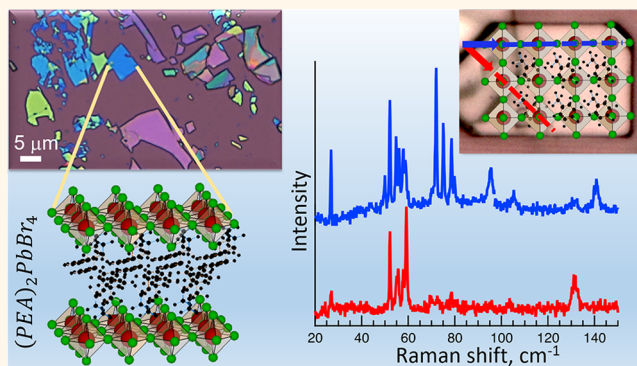 5 μm
(PEA)₂PbBr₄
Intensity
20 40 60 80 100 120 140
Raman shift, cm⁻¹